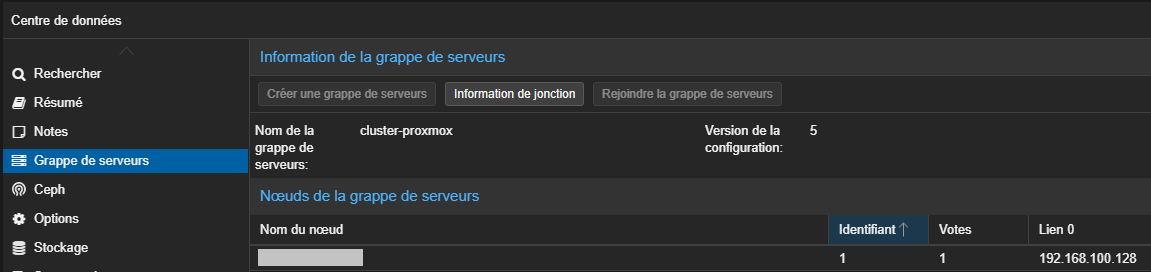 Centre de données
Rechercher
Résumé
Notes
Grappe de serveurs
Ceph
Options
Stockage
Information de la grappe de serveurs
Créer une grappe de serveurs Information de jonction Rejoindre la grappe de serveurs
Nom de la grappe de serveurs: cluster-proxmox Version de la configuration: 5
Nœuds de la grappe de serveurs
Nom du nœud Identifiant ↑ Votes Lien 0
1 1 192.168.100.128